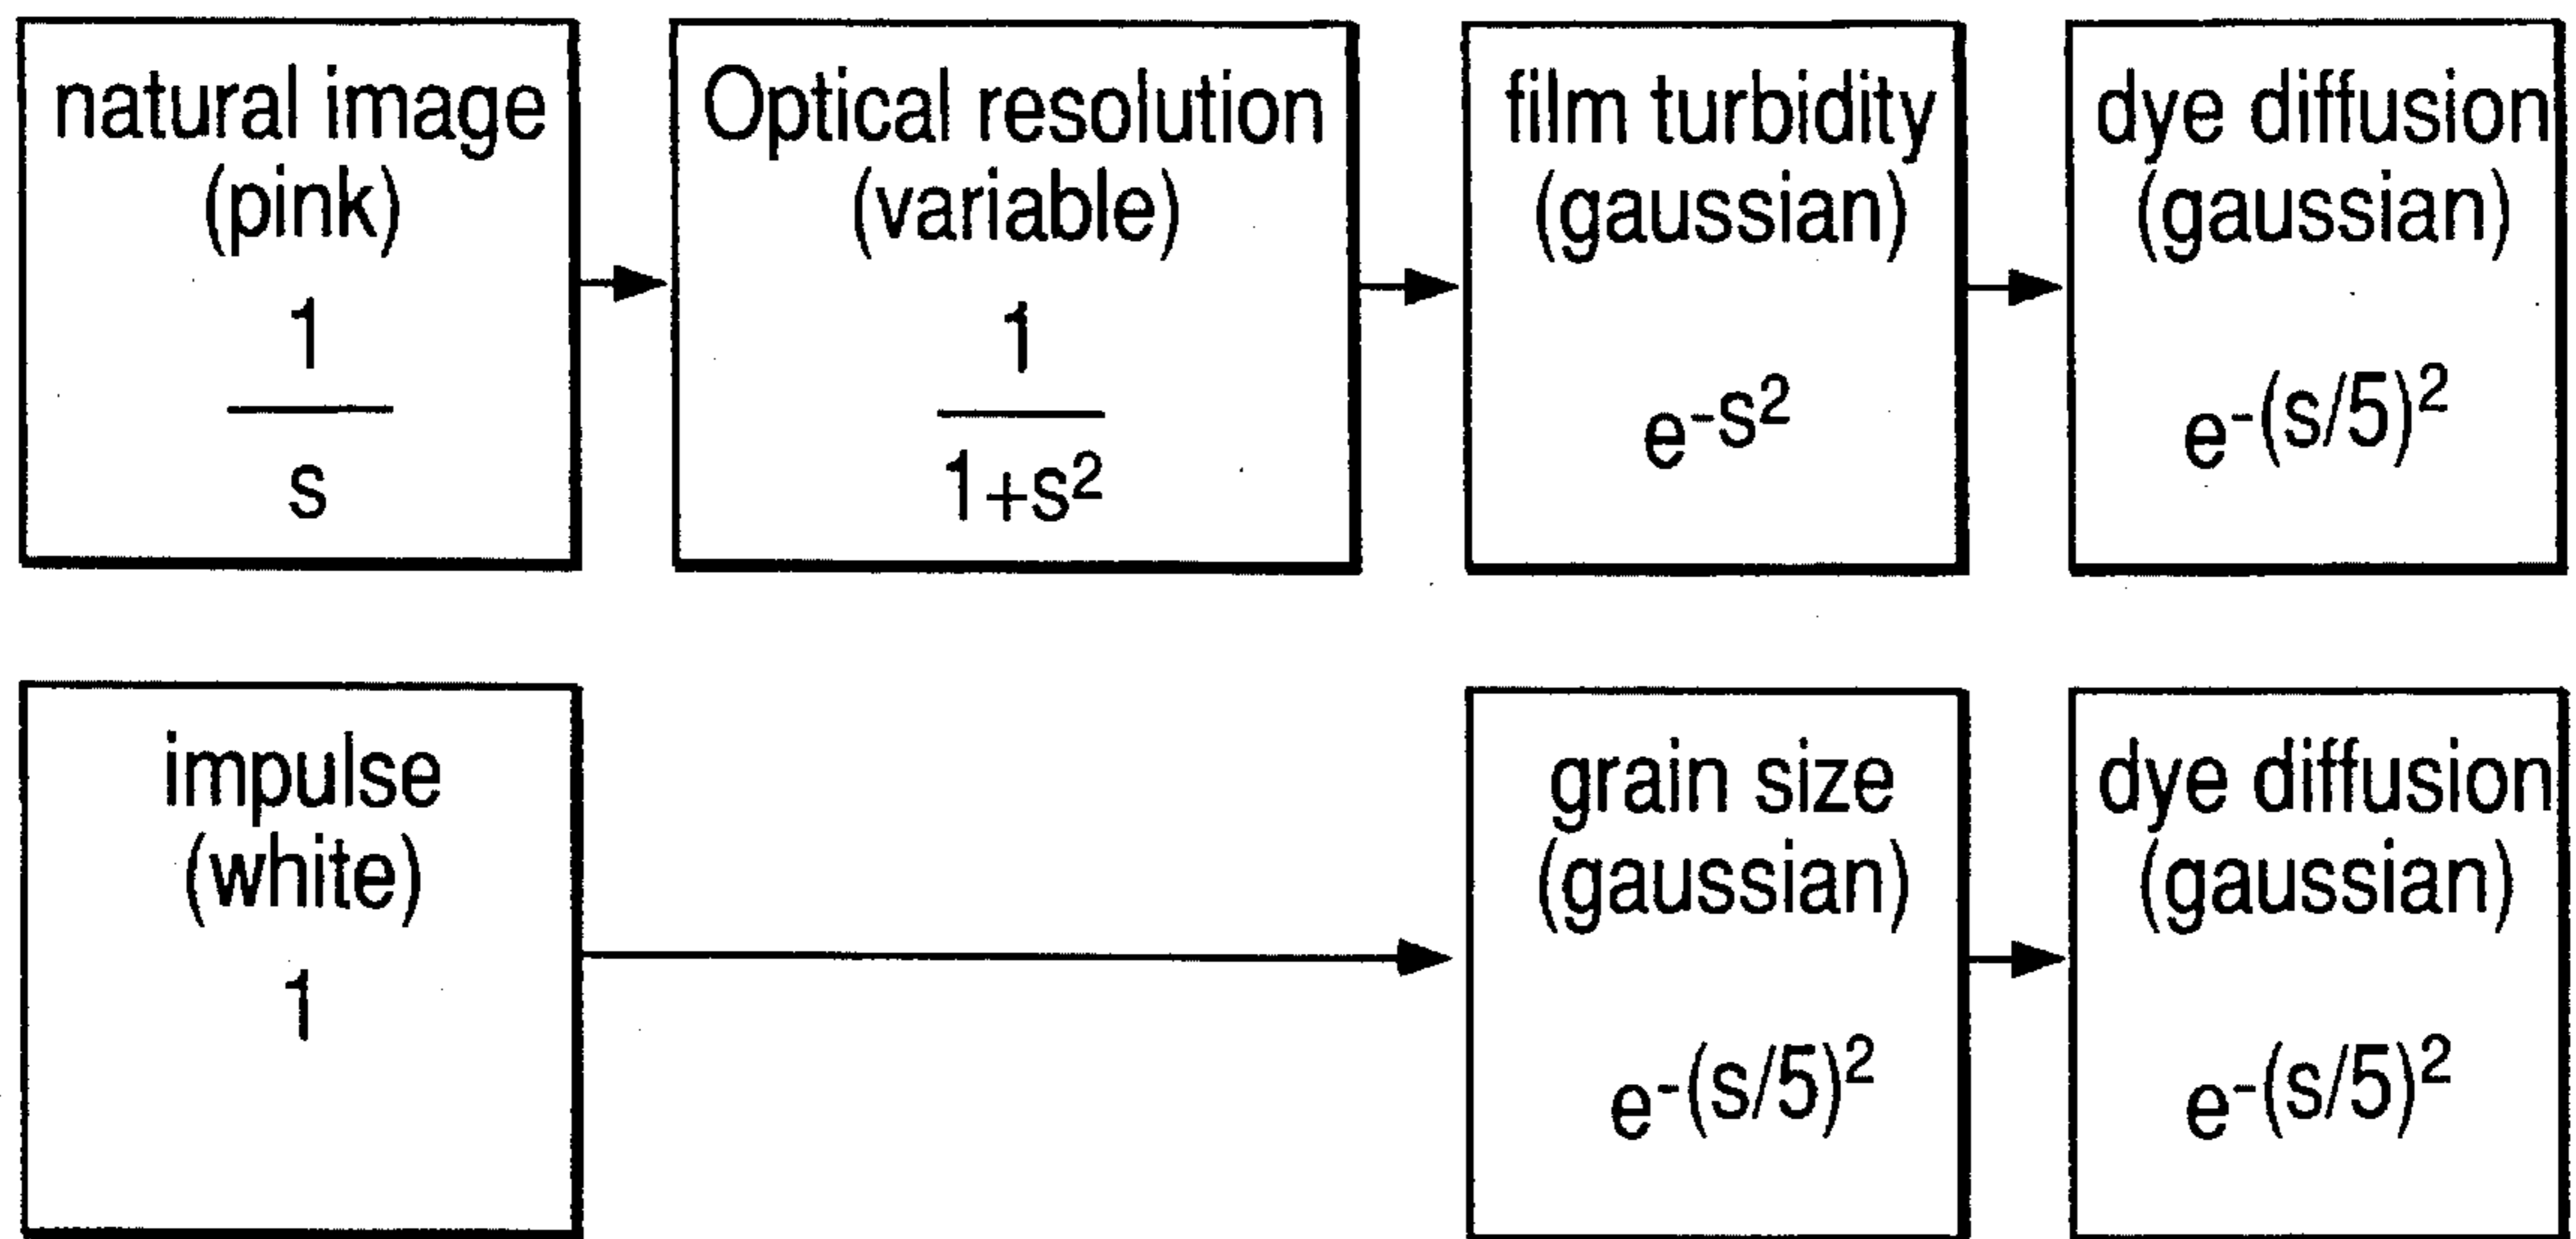 natural image
(pink)
1
s
Optical resolution
(variable)
1
1+s²
film turbidity
(gaussian)
e-s²
dye diffusion
(gaussian)
e-(s/5)²
impulse
(white)
1
grain size
(gaussian)
e-(s/5)²
dye diffusion
(gaussian)
e-(s/5)²